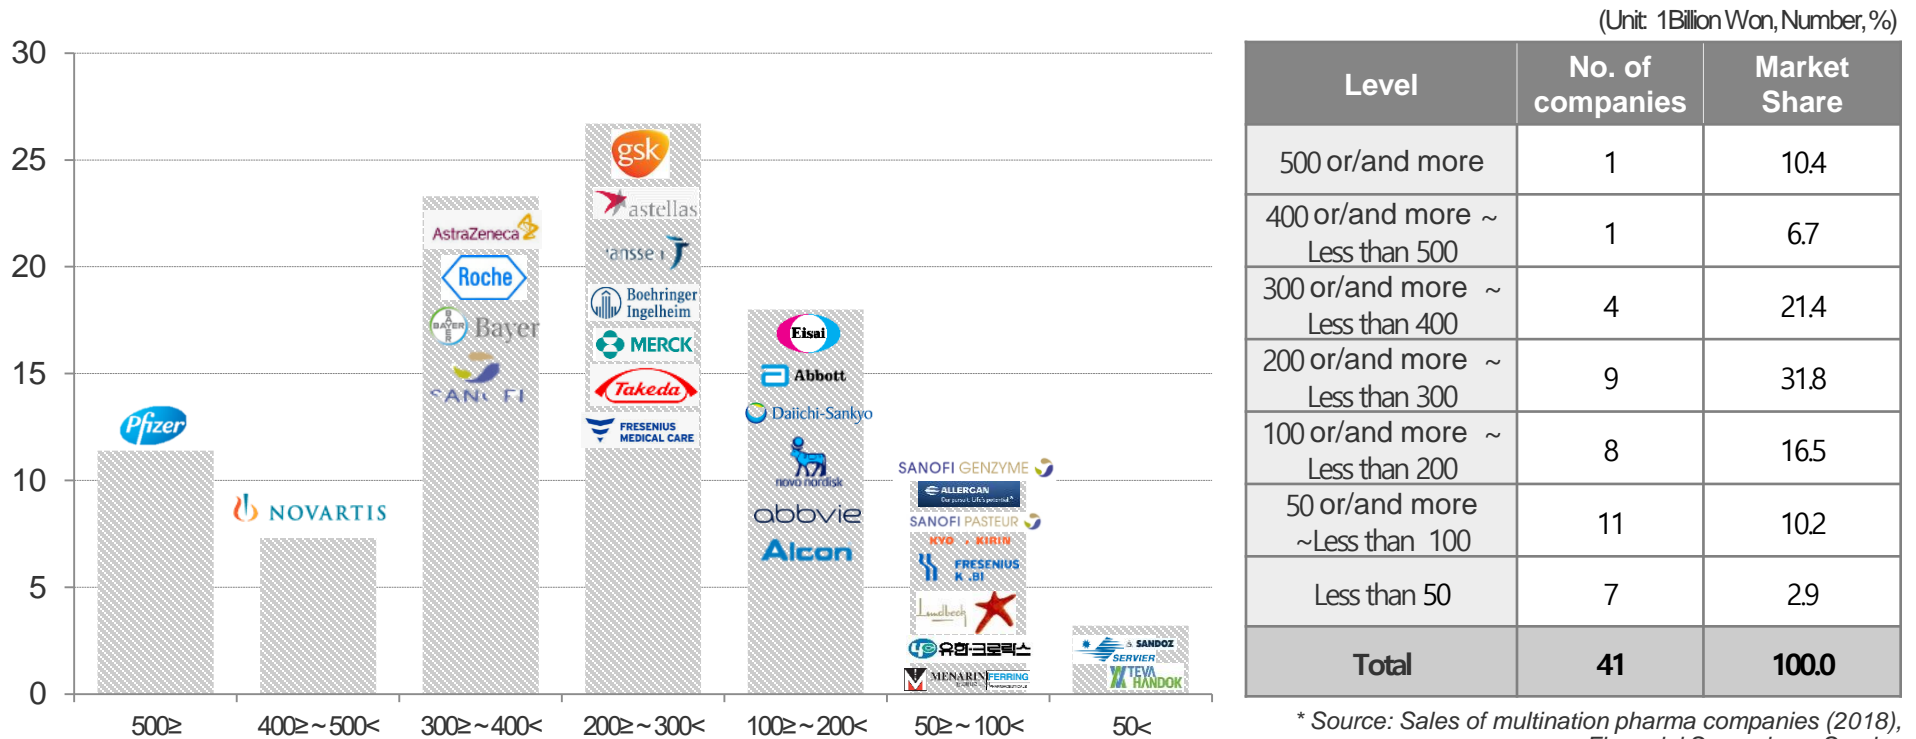 (Unit: 1Billion Won, Number, %)
30
25
20
15
10
5
0
Pfizer
NOVARTIS
AstraZeneca
Roche
BAYER
Bayer
SANOFI
gsk
astellas
Boehringer
Ingelheim
MERCK
Takeda
FRESENIUS
MEDICAL CARE
Eisai
Abbott
Daiichi-Sankyo
novo nordisk
abbvie
Alcon
SANOFI GENZYME
ALLERGAN
Our pursuit. Life's potential.
SANOFI PASTEUR
KIRIN
FRESENIUS
Lundbeck
유한·크로락스
MENARINI
FERRING
SANDOZ
SERVIER
TEVA
HANDOK
500≥
400≥ ~ 500<
300≥ ~ 400<
200≥ ~ 300<
100≥ ~ 200<
50≥ ~ 100<
50<
Level
No. of companies
Market Share
500 or/and more 1 10.4
400 or/and more ~
Less than 500 1 6.7
300 or/and more ~
Less than 400 4 21.4
200 or/and more ~
Less than 300 9 31.8
100 or/and more ~
Less than 200 8 16.5
50 or/and more
~Less than 100 11 10.2
Less than 50 7 2.9
Total 41 100.0
* Source: Sales of multination pharma companies (2018),